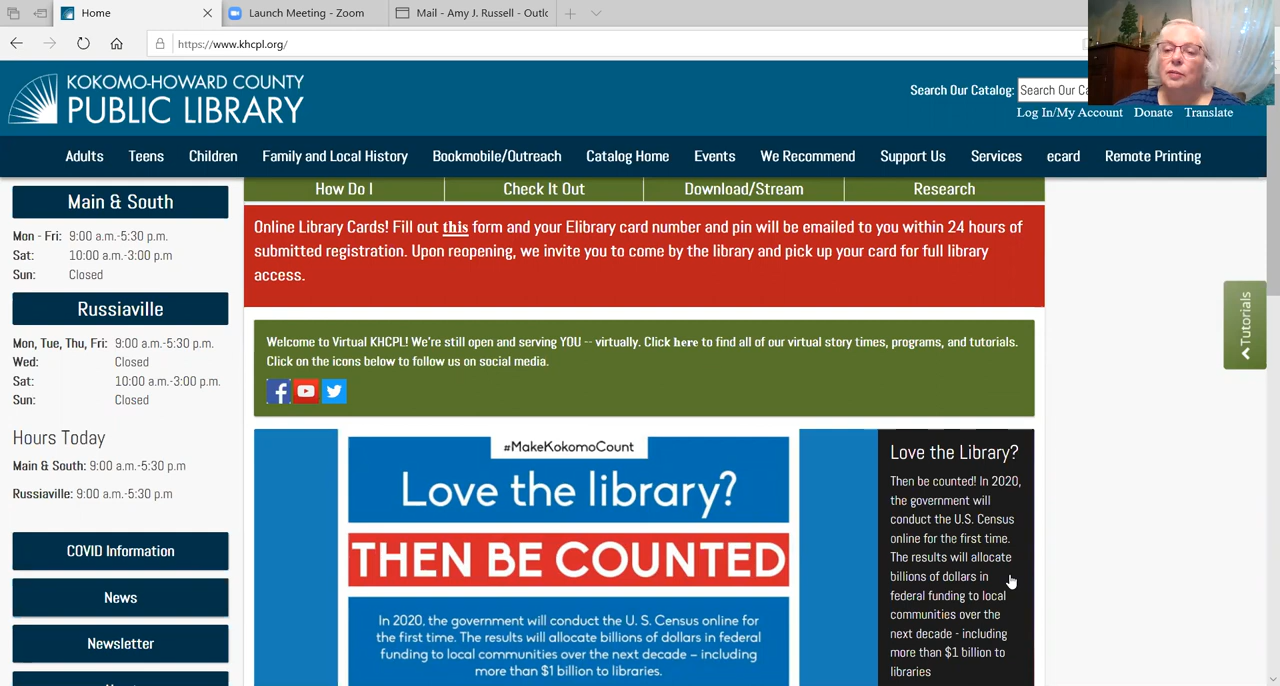 Home
Launch Meeting - Zoom
Mail - Amy J. Russell - Outlo
https://www.khcpl.org/
KOKOMO-HOWARD COUNTY
PUBLIC LIBRARY
Search Our Catalog:
Search Our Ca
Log In/My Account Donate Translate
Adults Teens Children Family and Local History Bookmobile/Outreach Catalog Home Events We Recommend Support Us Services ecard Remote Printing
How Do I Check It Out Download/Stream Research
Main & South
Mon - Fri: 9:00 a.m.-5:30 p.m.
Sat: 10:00 a.m.-3:00 p.m
Sun: Closed
Russiaville
Mon, Tue, Thu, Fri: 9:00 a.m.-5:30 p.m.
Wed: Closed
Sat: 10:00 a.m.-3:00 p.m.
Sun: Closed
Hours Today
Main & South: 9:00 a.m.-5:30 p.m
Russiaville: 9:00 a.m.-5:30 p.m
COVID Information
News
Newsletter
Online Library Cards! Fill out this form and your Elibrary card number and pin will be emailed to you within 24 hours of
submitted registration. Upon reopening, we invite you to come by the library and pick up your card for full library
access.
Welcome to Virtual KHCPL! We're still open and serving YOU -- virtually. Click here to find all of our virtual story times, programs, and tutorials.
Click on the icons below to follow us on social media.
#MakeKokomoCount
Love the library?
THEN BE COUNTED
In 2020, the government will conduct the U. S. Census online for
the first time. The results will allocate billions of dollars in federal
funding to local communities over the next decade – including
more than $1 billion to libraries.
Love the Library?
Then be counted! In 2020,
the government will
conduct the U.S. Census
online for the first time.
The results will allocate
billions of dollars in
federal funding to local
communities over the
next decade - including
more than $1 billion to
libraries
Tutorials